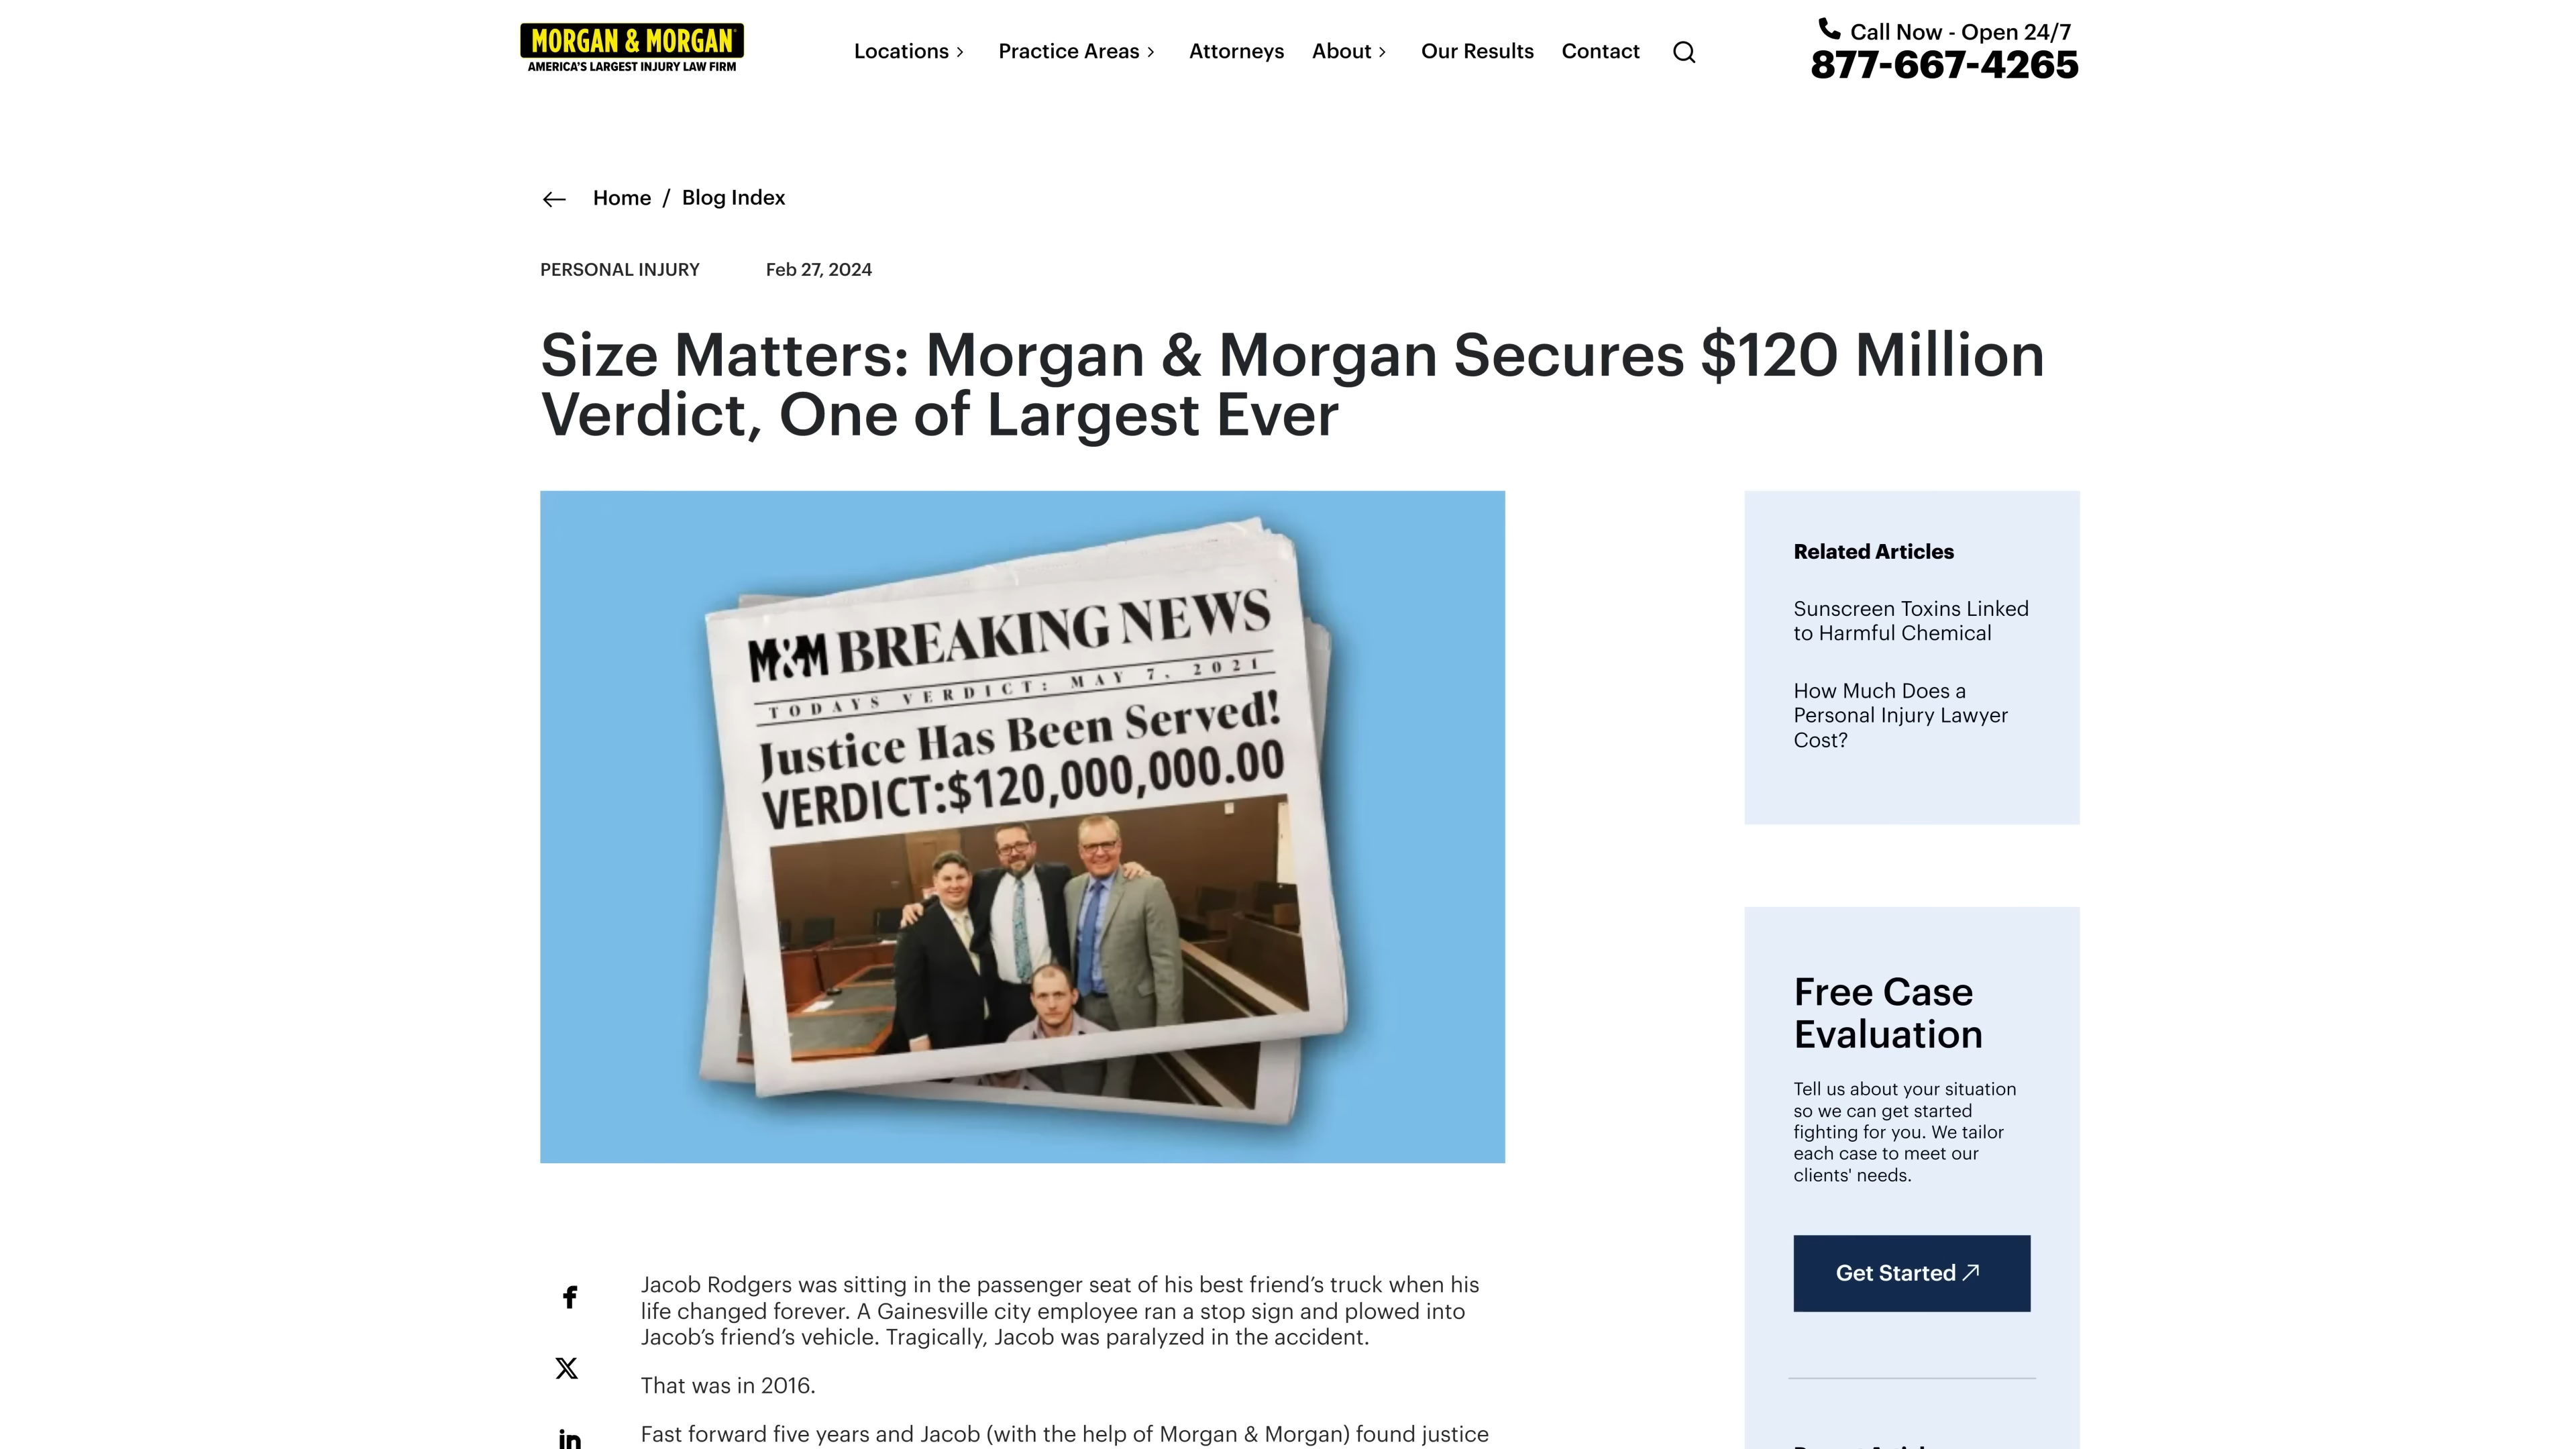 MORGAN & MORGAN
AMERICA'S LARGEST INJURY LAW FIRM
Locations
Practice Areas
Attorneys
About
Our Results
Contact
Call Now - Open 24/7
877-667-4265
Home / Blog Index
PERSONAL INJURY
Feb 27, 2024
Size Matters: Morgan & Morgan Secures $120 Million
Verdict, One of Largest Ever
M&M BREAKING NEWS
TODAYS VERDICT: MAY 7, 2021
Justice Has Been Served!
VERDICT:$120,000,000.00
Jacob Rodgers was sitting in the passenger seat of his best friend’s truck when his
life changed forever. A Gainesville city employee ran a stop sign and plowed into
Jacob’s friend’s vehicle. Tragically, Jacob was paralyzed in the accident.
That was in 2016.
Fast forward five years and Jacob (with the help of Morgan & Morgan) found justice
Related Articles
Sunscreen Toxins Linked
to Harmful Chemical
How Much Does a
Personal Injury Lawyer
Cost?
Free Case
Evaluation
Tell us about your situation
so we can get started
fighting for you. We tailor
each case to meet our
clients' needs.
Get Started